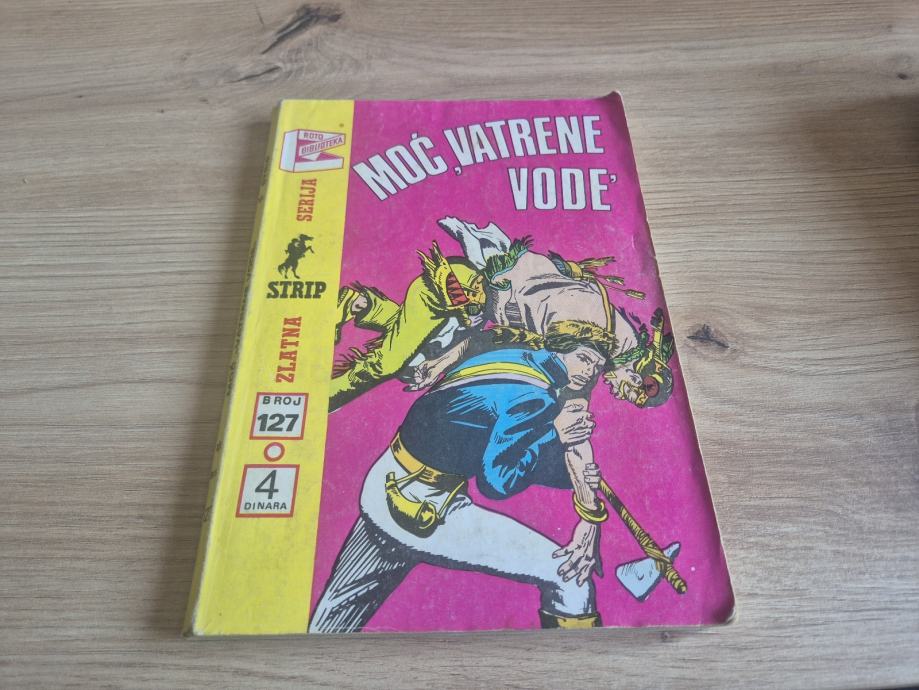 ROTO
BIBLIOTEKA
ZLATNA STRIP SERIJA
BROJ
127
4
DINARA
MOĆ ‚VATRENE
VODE’